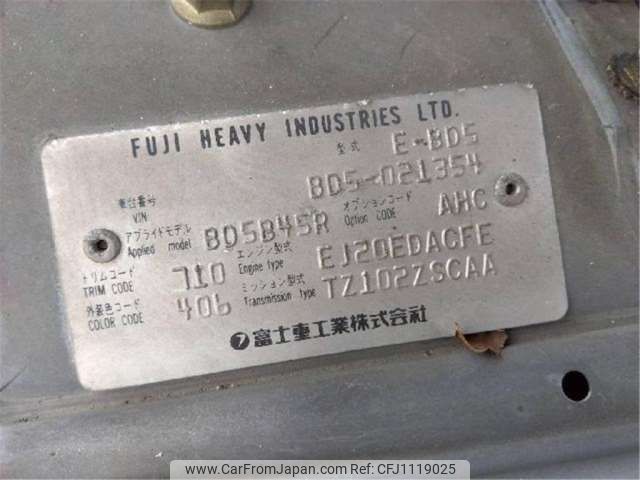 FUJI HEAVY INDUSTRIES LTD.
型式 E-BD5
車台番号 VIN BD5-021354
アプライドモデル Applied model BD5B45R オプションコード Option CODE AHC
トリムコード TRIM CODE 710 エンジン型式 Engine type EJ20EDACFE
外装色コード COLOR CODE 406 ミッション型式 Transmission type TZ102ZSCAA
富士重工業株式会社
www.CarFromJapan.com - Ref No. CFJ1119025